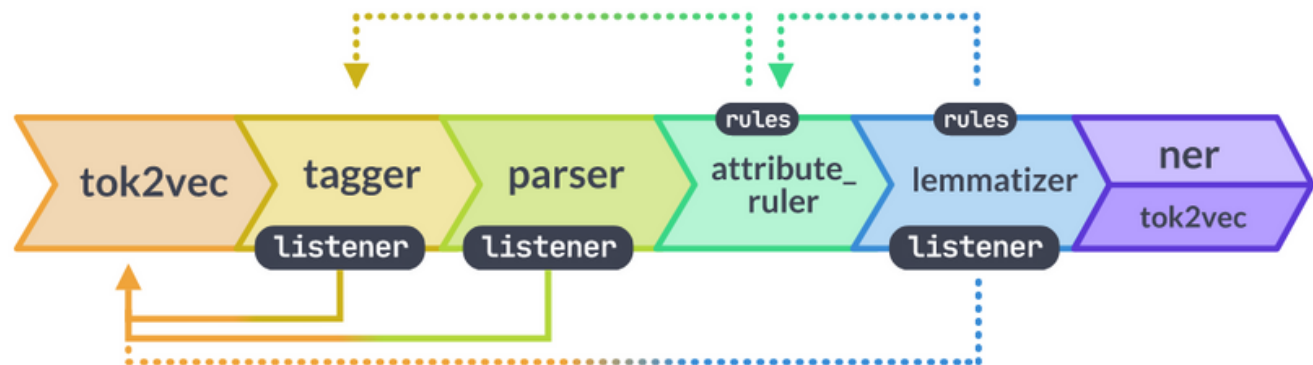 tok2vec
tagger
listener
parser
listener
rules
attribute_
ruler
rules
lemmatizer
listener
ner
tok2vec